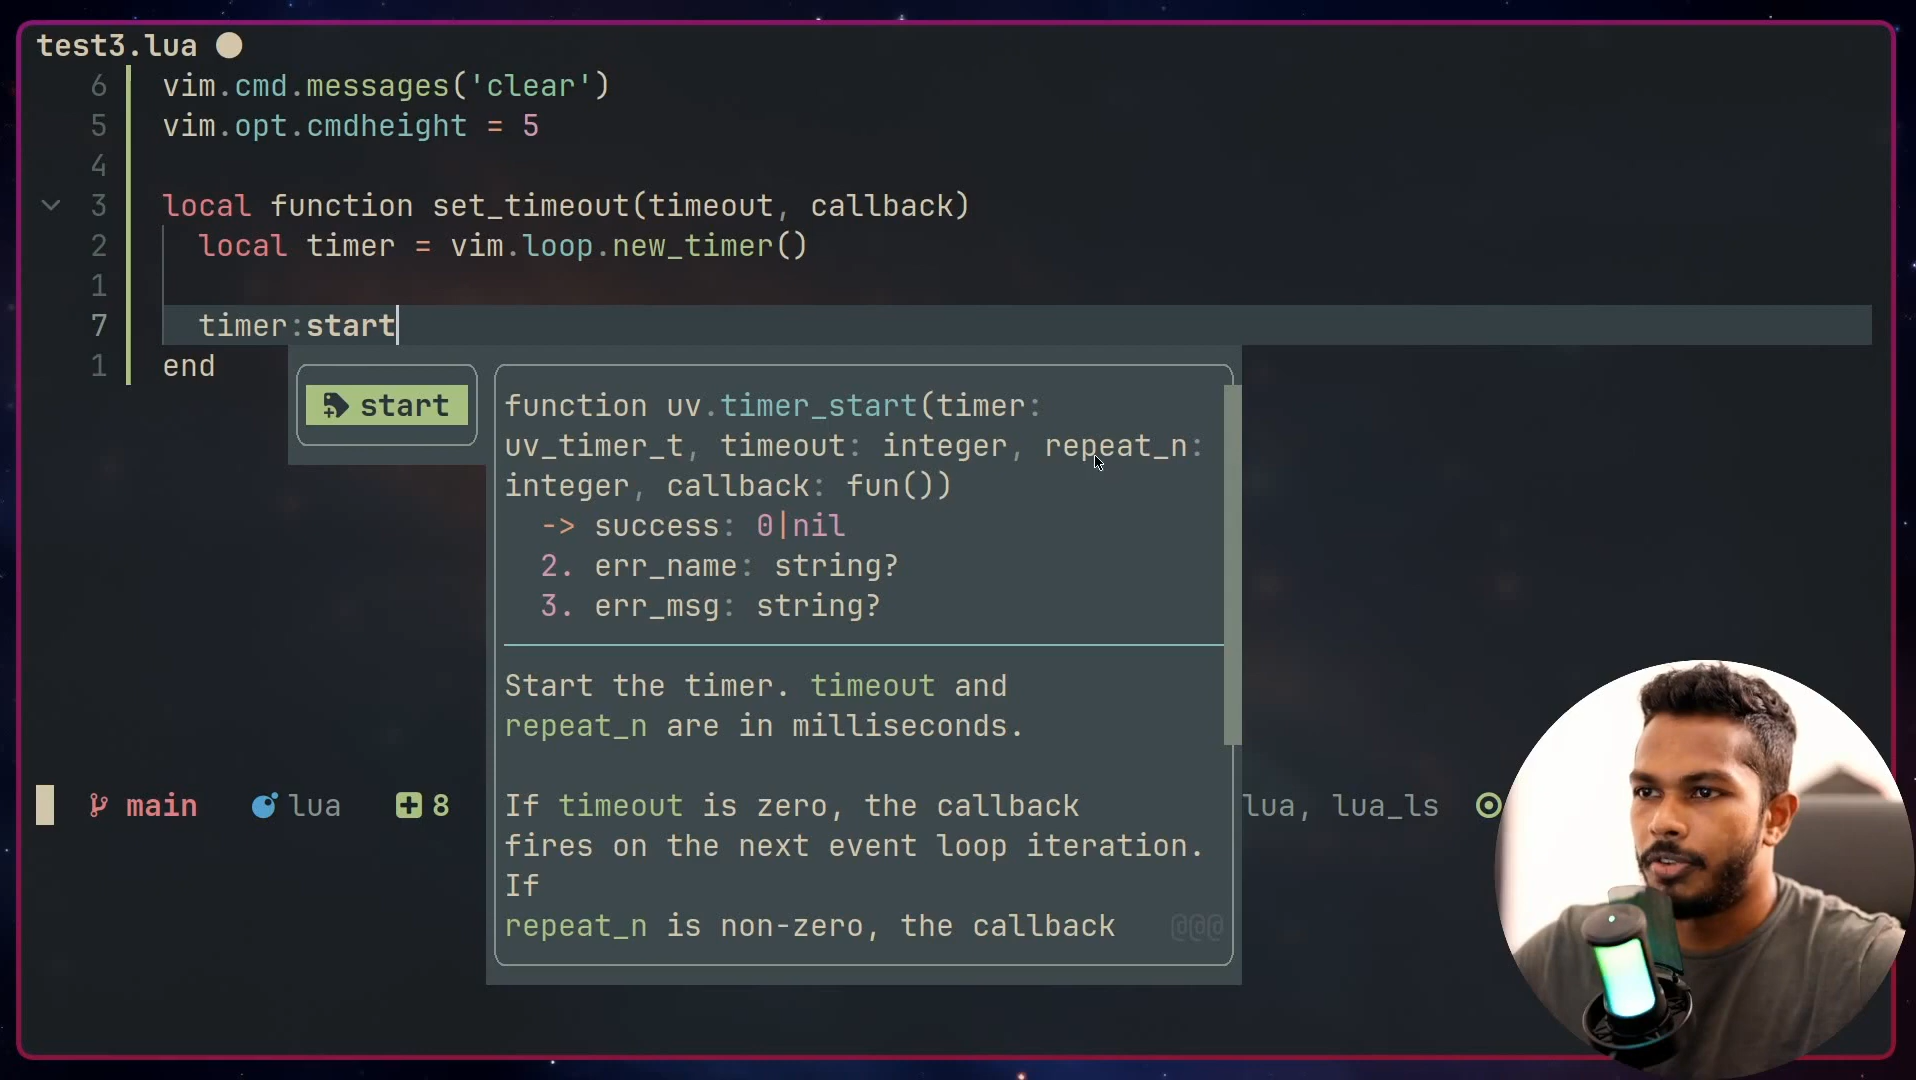 test3.lua
6 vim.cmd.messages('clear')
5 vim.opt.cmdheight = 5
4
3 local function set_timeout(timeout, callback)
2 local timer = vim.loop.new_timer()
1
7 timer:start
1 end
start
function uv.timer_start(timer:
uv_timer_t, timeout: integer, repeat_n:
integer, callback: fun())
-> success: 0|nil
2. err_name: string?
3. err_msg: string?
Start the timer. timeout and
repeat_n are in milliseconds.
If timeout is zero, the callback
fires on the next event loop iteration.
If
repeat_n is non-zero, the callback @@@
main lua 8 lua, lua_ls